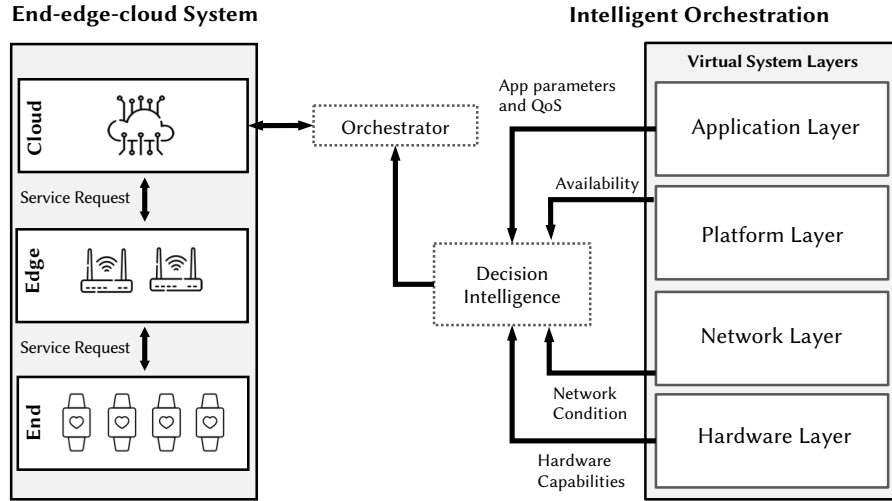 End-edge-cloud System
Intelligent Orchestration
Cloud
Service Request
Edge
Service Request
End
Orchestrator
Decision
Intelligence
App parameters
and QoS
Availability
Network
Condition
Hardware
Capabilities
Virtual System Layers
Application Layer
Platform Layer
Network Layer
Hardware Layer